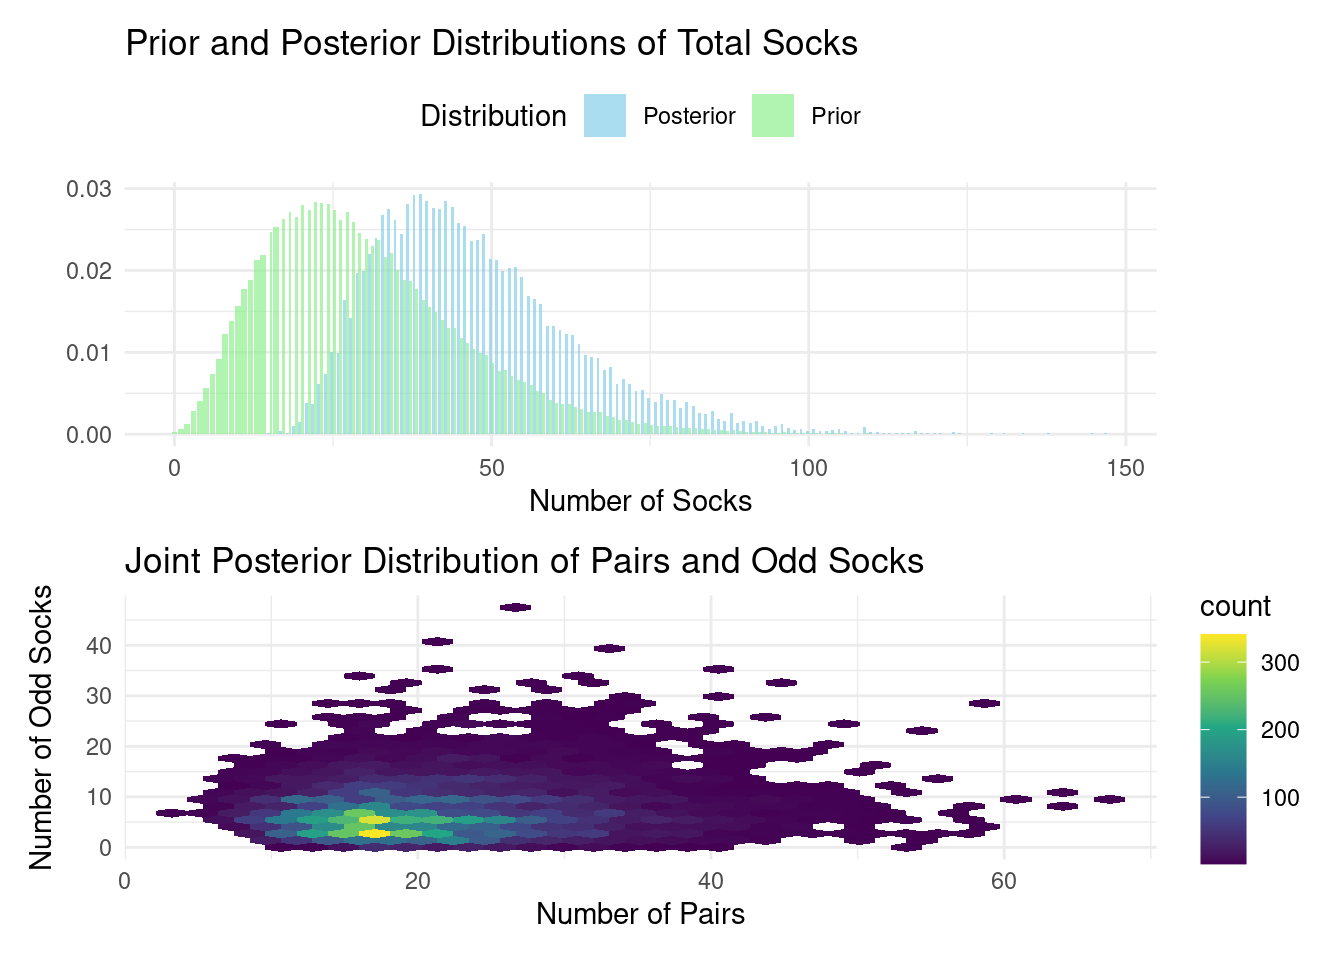 Prior and Posterior Distributions of Total Socks
Distribution Posterior Prior
0.03
0.02
0.01
0.00
0 50 100 150
Number of Socks
Joint Posterior Distribution of Pairs and Odd Socks
Number of Odd Socks
40
30
20
10
0
0 20 40 60
Number of Pairs
count
300
200
100